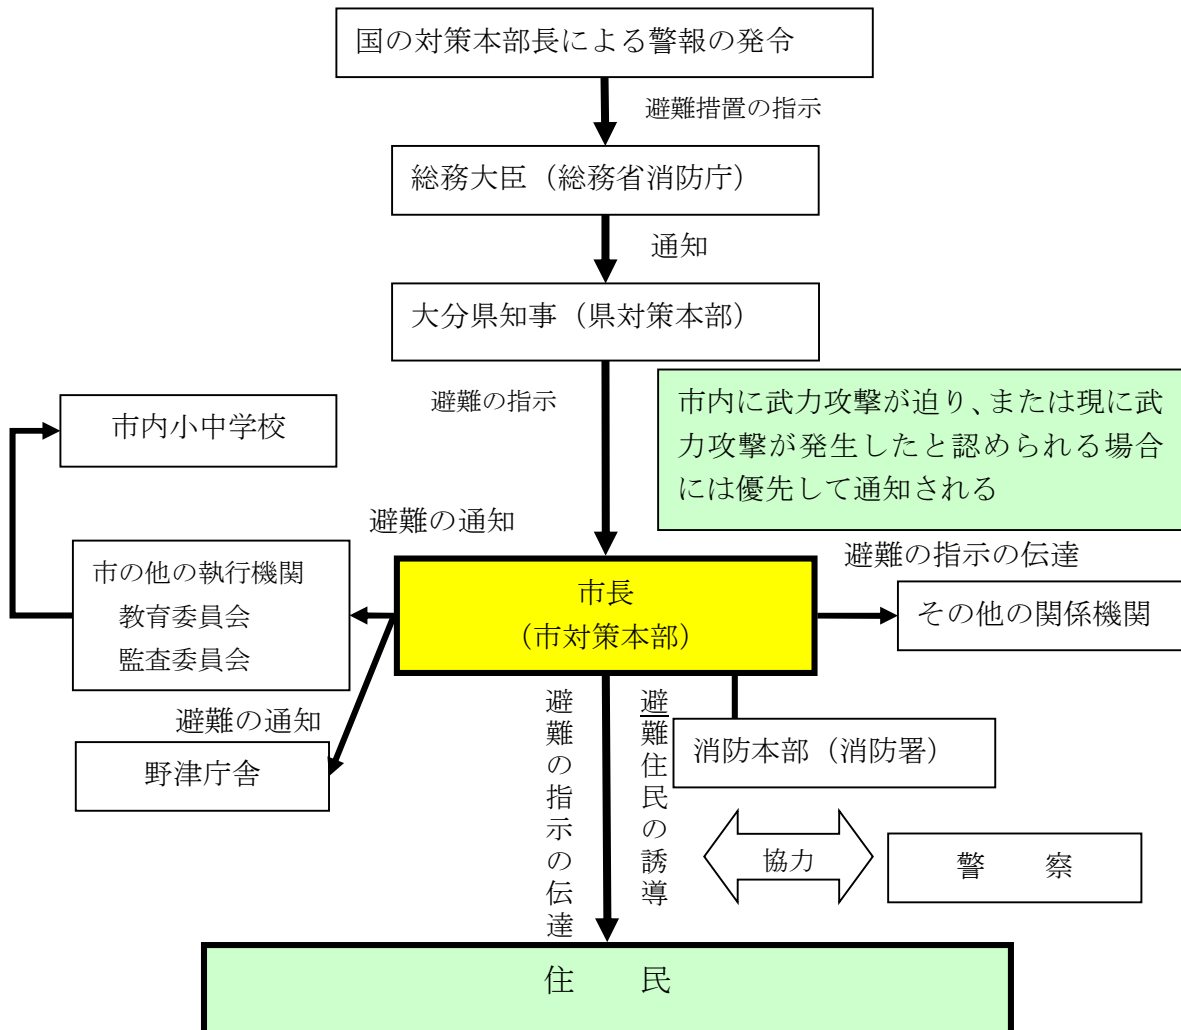 国の対策本部長による警報の発令
避難措置の指示
総務大臣（総務省消防庁）
通知
大分県知事（県対策本部）
避難の指示
市内に武力攻撃が迫り、または現に武
力攻撃が発生したと認められる場合
には優先して通知される
市内小中学校
避難の通知
避難の指示の伝達
市の他の執行機関
教育委員会
監査委員会
市長
（市対策本部）
その他の関係機関
避難の通知
野津庁舎
避難の指示の伝達
避難住民の誘導
消防本部（消防署）
協力
警　　察
住　　民